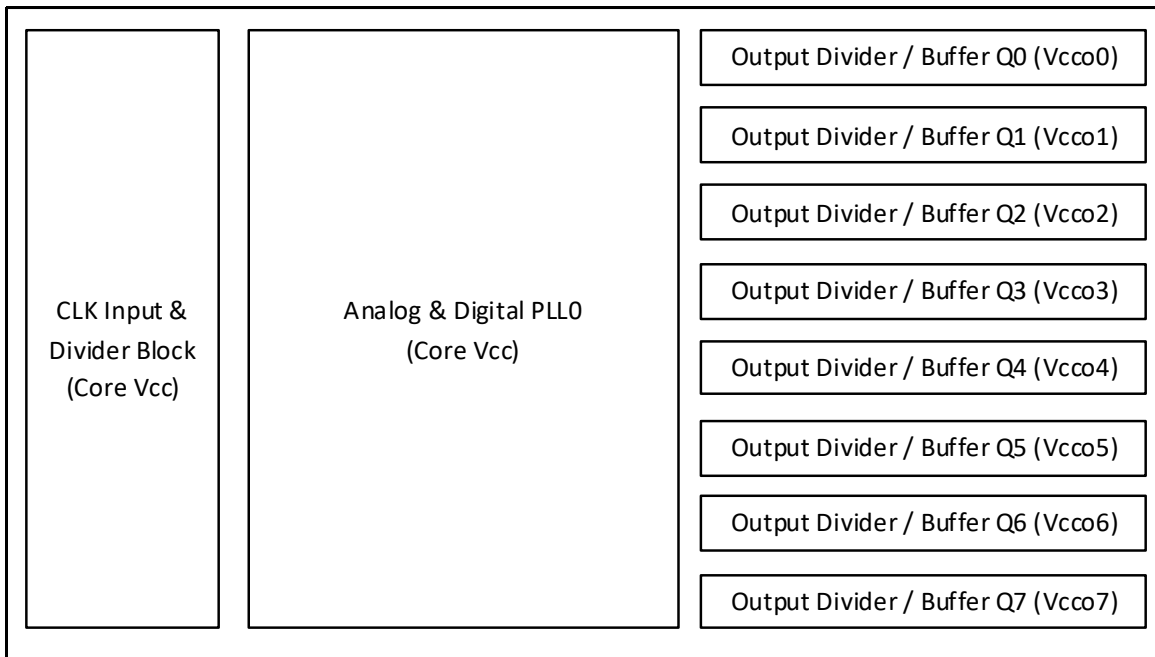 CLK Input &
Divider Block
(Core Vcc)
Analog & Digital PLL0
(Core Vcc)
Output Divider / Buffer Q0 (Vcco0)
Output Divider / Buffer Q1 (Vcco1)
Output Divider / Buffer Q2 (Vcco2)
Output Divider / Buffer Q3 (Vcco3)
Output Divider / Buffer Q4 (Vcco4)
Output Divider / Buffer Q5 (Vcco5)
Output Divider / Buffer Q6 (Vcco6)
Output Divider / Buffer Q7 (Vcco7)